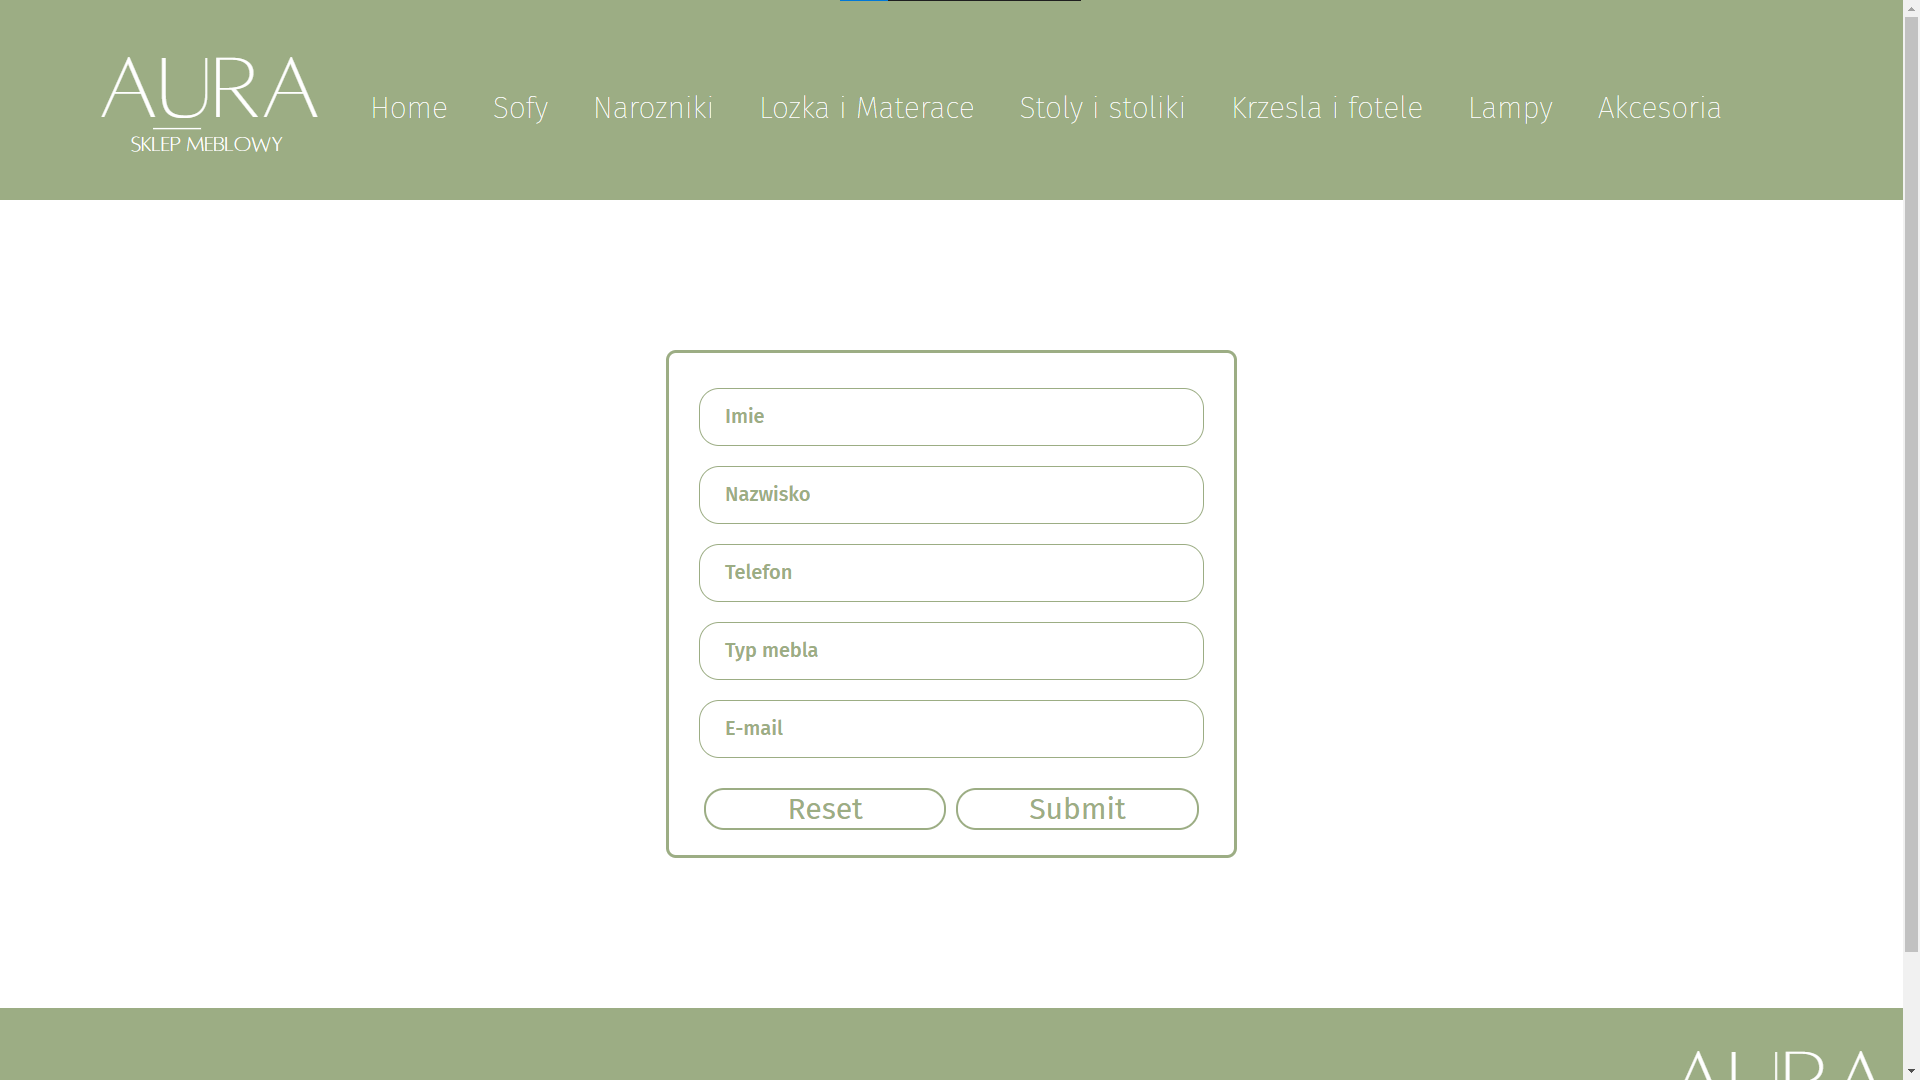 AURA
SKLEP MEBLOWY
Home Sofy Narozniki Lozka i Materace Stoly i stoliki Krzesla i fotele Lampy Akcesoria
Imie
Nazwisko
Telefon
Typ mebla
E-mail
Reset Submit
AURA